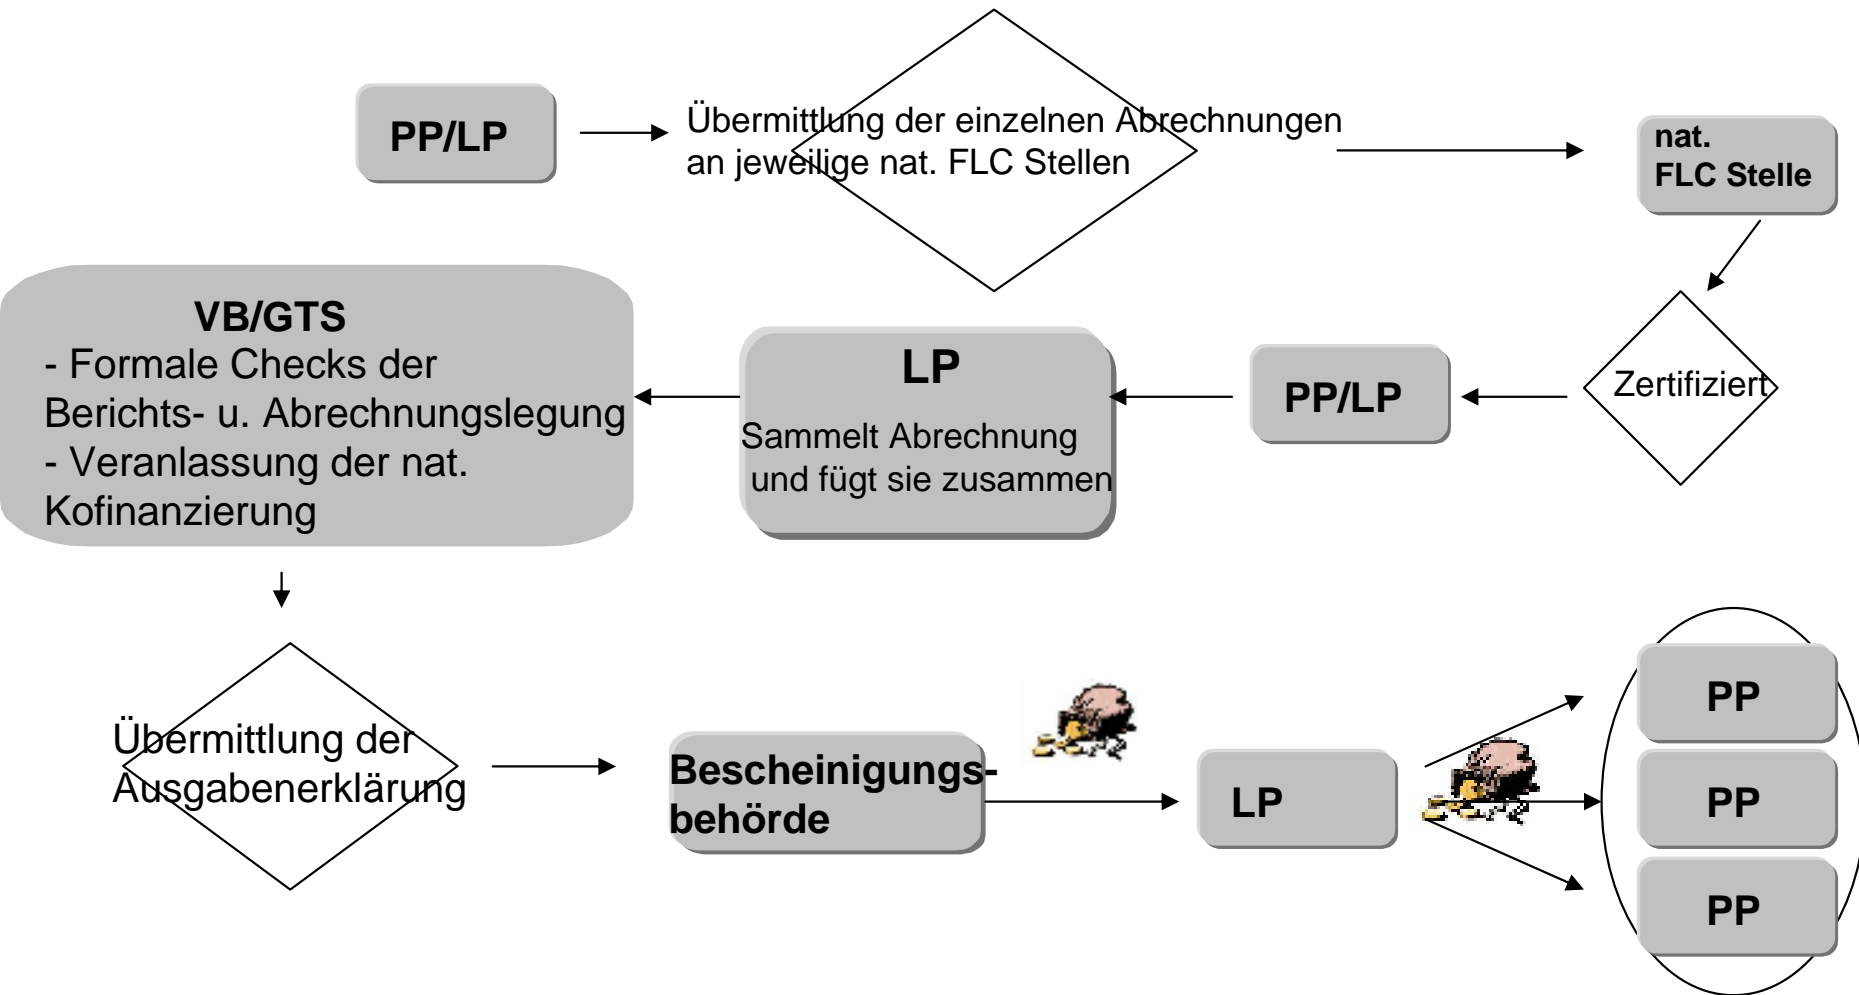 PP/LP
Übermittlung der einzelnen Abrechnungen
an jeweilige nat. FLC Stellen
nat.
FLC Stelle
Zertifiziert
PP/LP
LP
Sammelt Abrechnung
und fügt sie zusammen
VB/GTS
- Formale Checks der
Berichts- u. Abrechnungslegung
- Veranlassung der nat.
Kofinanzierung
Übermittlung der
Ausgabenerklärung
Bescheinigungs-
behörde
LP
PP
PP
PP